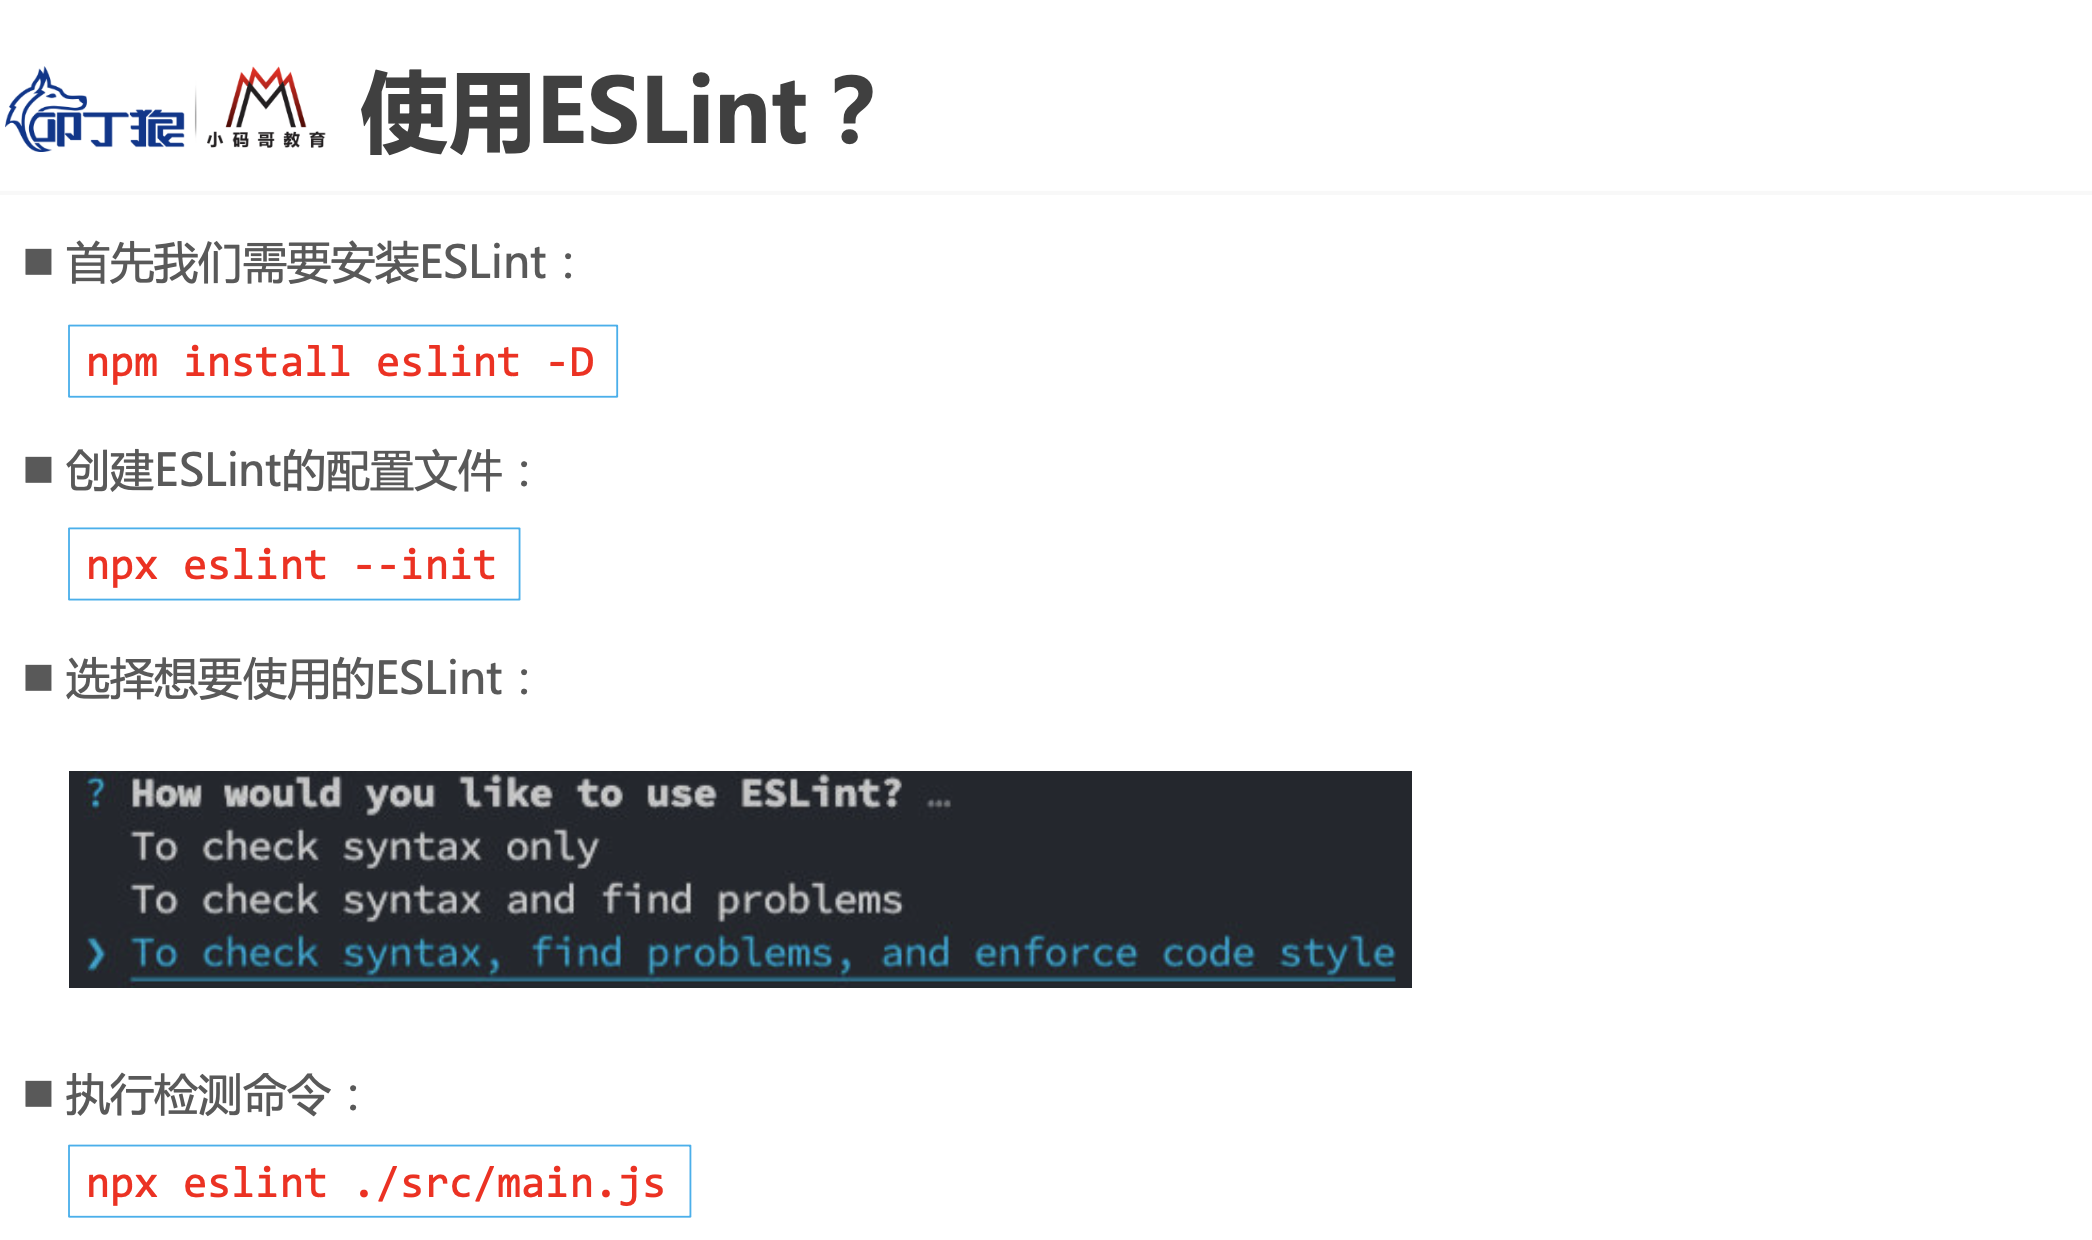 叩丁狼
小码哥教育
使用ESLint？
■ 首先我们需要安装ESLint：
npm install eslint -D
■ 创建ESLint的配置文件：
npx eslint --init
■ 选择想要使用的ESLint：
? How would you like to use ESLint? …
To check syntax only
To check syntax and find problems
❯ To check syntax, find problems, and enforce code style
■ 执行检测命令：
npx eslint ./src/main.js